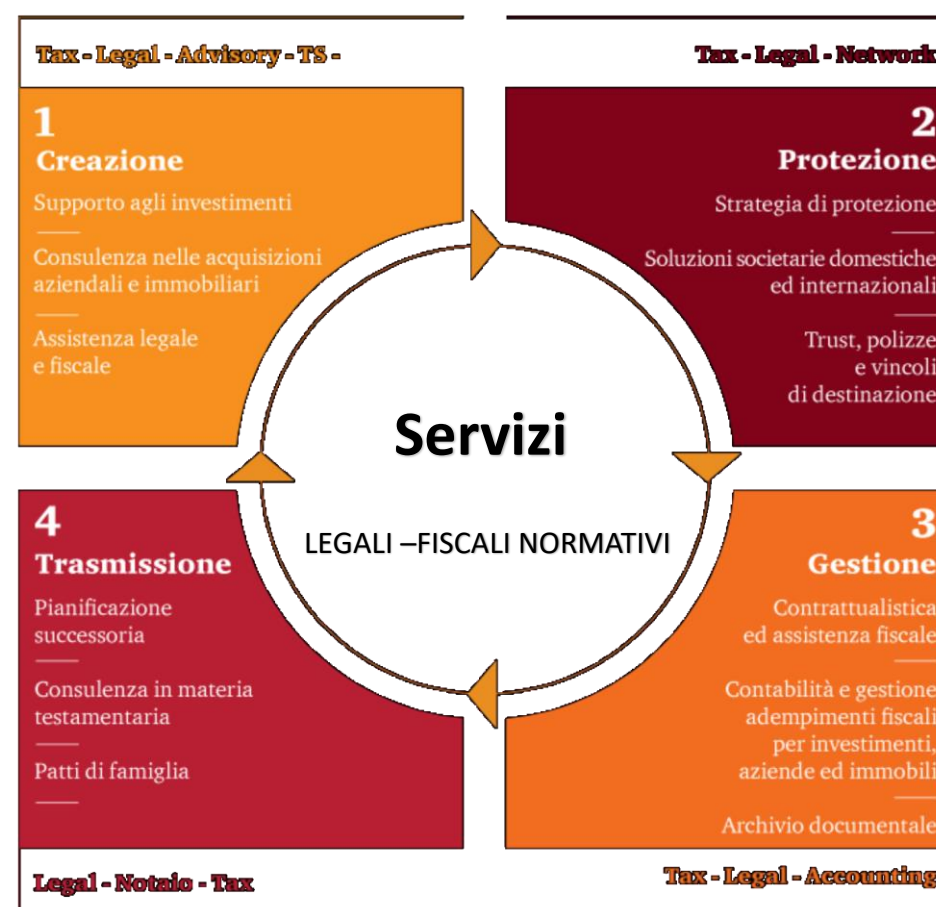 Tax - Legal - Advisory - TS -
Tax - Legal - Network
1
Creazione
Supporto agli investimenti
Consulenza nelle acquisizioni
aziendali e immobiliari
Assistenza legale
e fiscale
2
Protezione
Strategia di protezione
Soluzioni societarie domestiche
ed internazionali
Trust, polizze
e vincoli
di destinazione
Servizi
LEGALI –FISCALI NORMATIVI
4
Trasmissione
Pianificazione
successoria
Consulenza in materia
testamentaria
Patti di famiglia
3
Gestione
Contrattualistica
ed assistenza fiscale
Contabilità e gestione
adempimenti fiscali
per investimenti,
aziende ed immobili
Archivio documentale
Legal - Notaio - Tax
Tax - Legal - Accounting